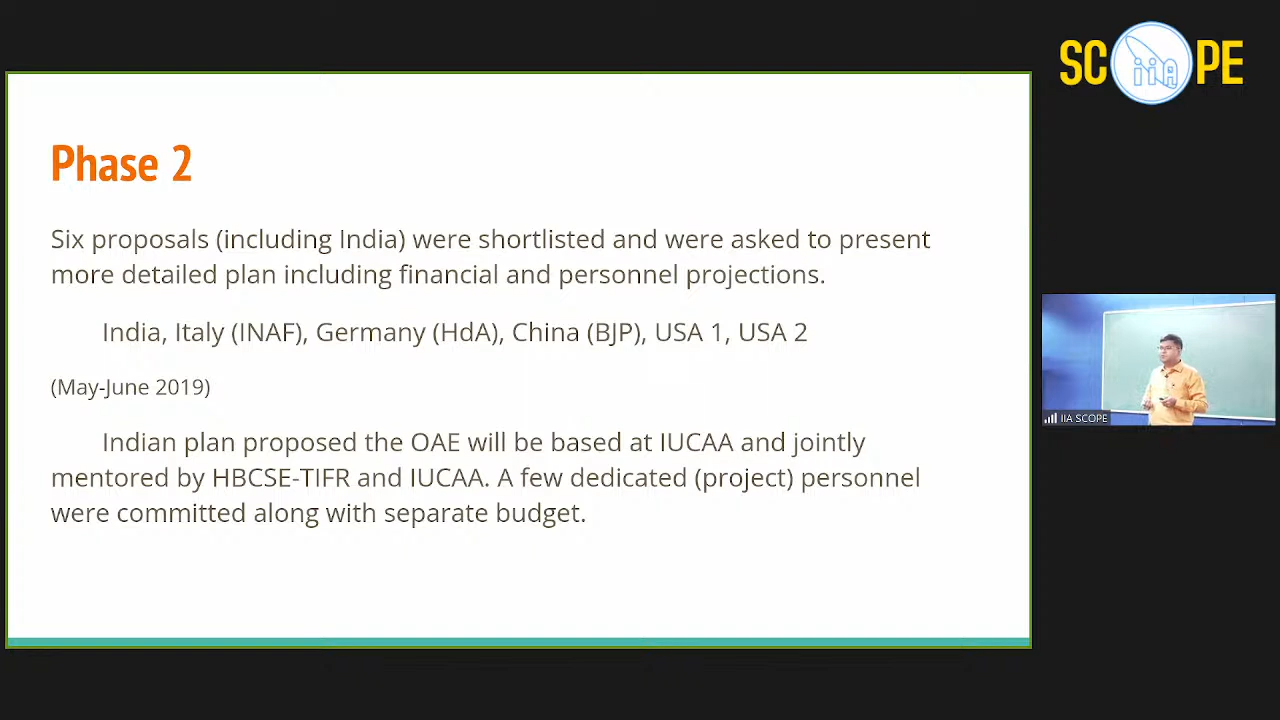 SC iiA PE
Phase 2
Six proposals (including India) were shortlisted and were asked to present
more detailed plan including financial and personnel projections.
India, Italy (INAF), Germany (HdA), China (BJP), USA 1, USA 2
(May-June 2019)
Indian plan proposed the OAE will be based at IUCAA and jointly
mentored by HBCSE-TIFR and IUCAA. A few dedicated (project) personnel
were committed along with separate budget.
IIA SCOPE